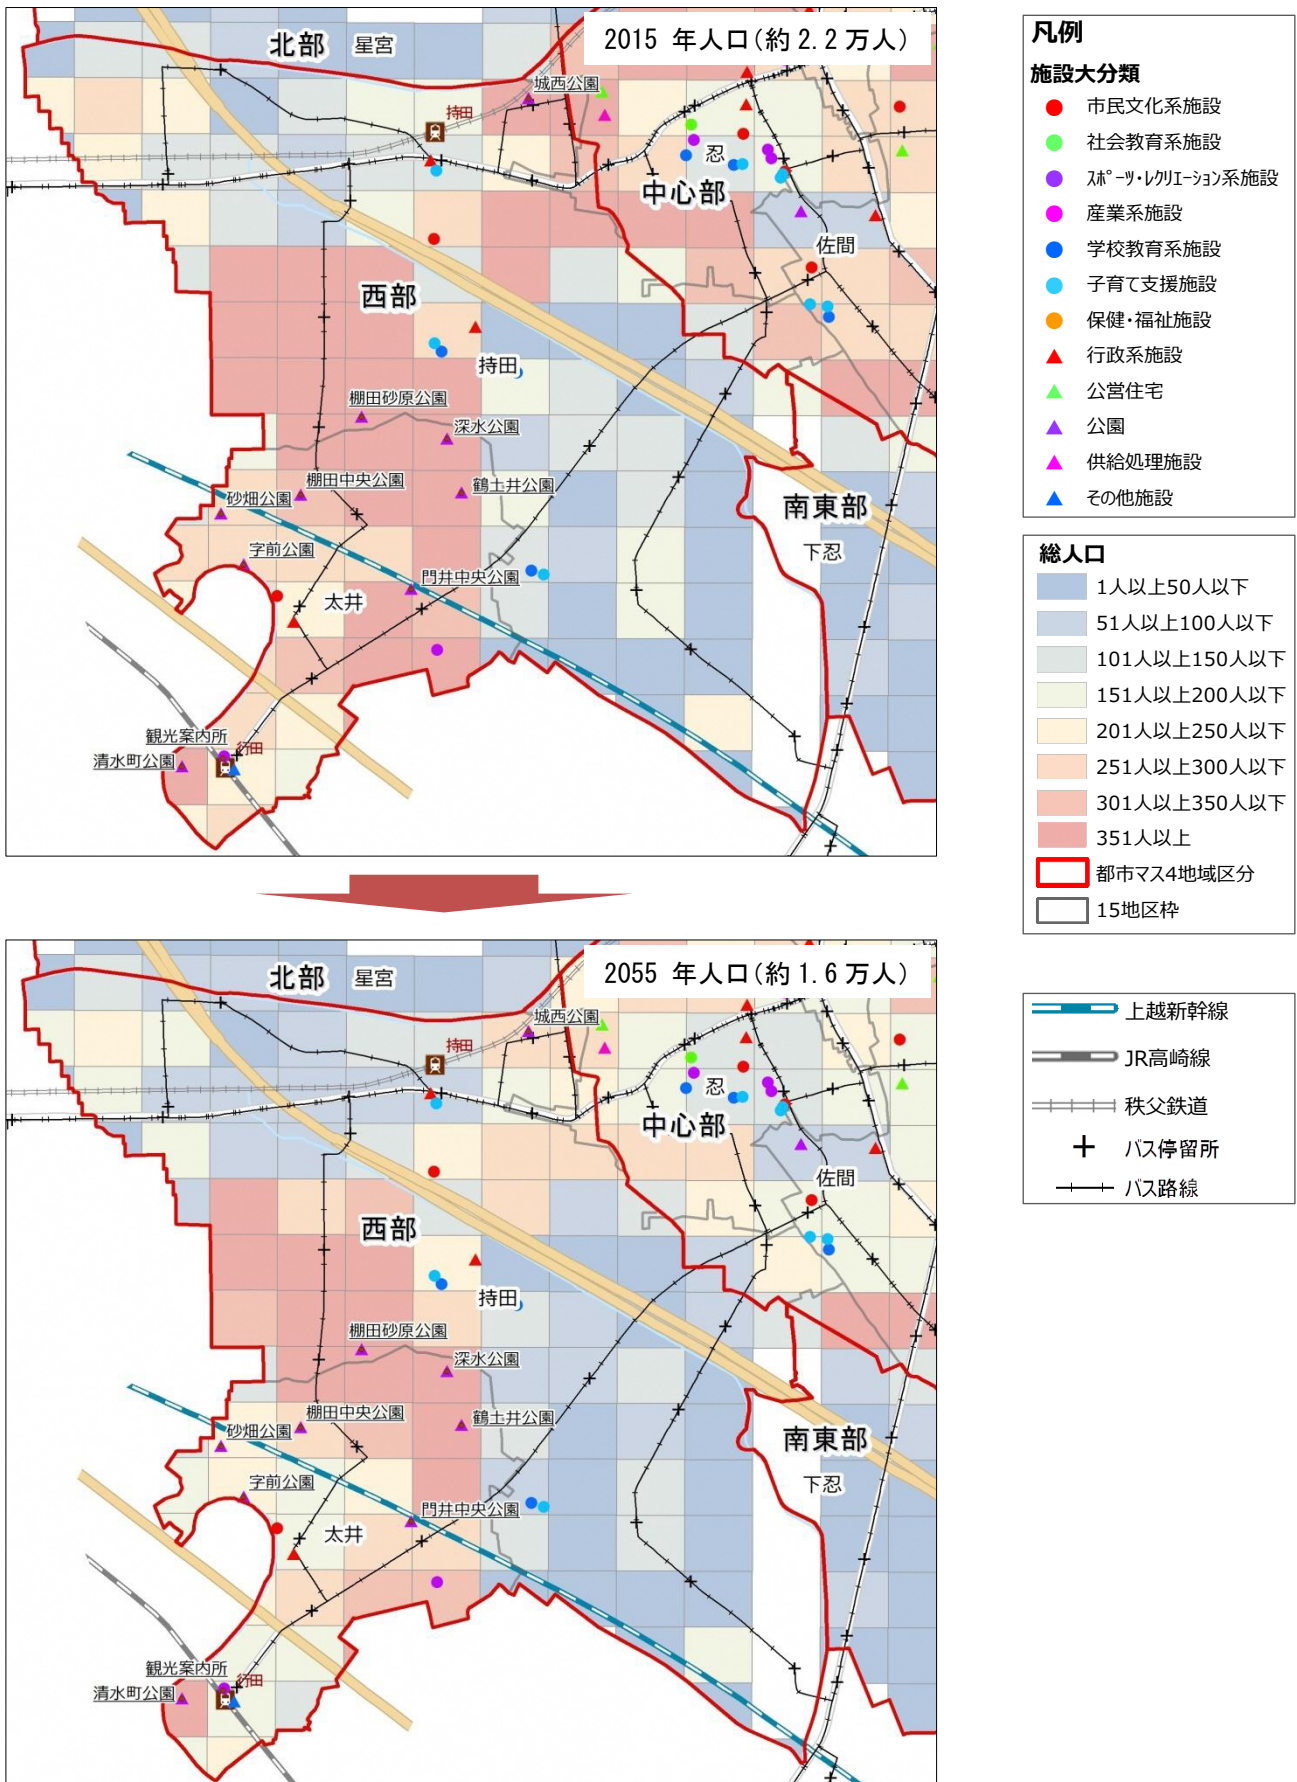 2015 年人口(約 2.2 万人)
北部
星宮
城西公園
持田
忍
中心部
佐間
西部
持田
棚田砂原公園
深水公園
棚田中央公園
鶴土井公園
砂畑公園
南東部
下忍
字前公園
門井中央公園
太井
観光案内所
行田
清水町公園
凡例
施設大分類
市民文化系施設
社会教育系施設
ｽﾎﾟｰﾂ・ﾚｸﾘｴｰｼｮﾝ系施設
産業系施設
学校教育系施設
子育て支援施設
保健・福祉施設
行政系施設
公営住宅
公園
供給処理施設
その他施設
総人口
1人以上50人以下
51人以上100人以下
101人以上150人以下
151人以上200人以下
201人以上250人以下
251人以上300人以下
301人以上350人以下
351人以上
都市マス4地域区分
15地区枠
2055 年人口(約 1.6 万人)
北部
星宮
城西公園
持田
忍
中心部
佐間
西部
持田
棚田砂原公園
深水公園
棚田中央公園
鶴土井公園
砂畑公園
南東部
下忍
字前公園
門井中央公園
太井
観光案内所
行田
清水町公園
上越新幹線
JR高崎線
秩父鉄道
バス停留所
バス路線